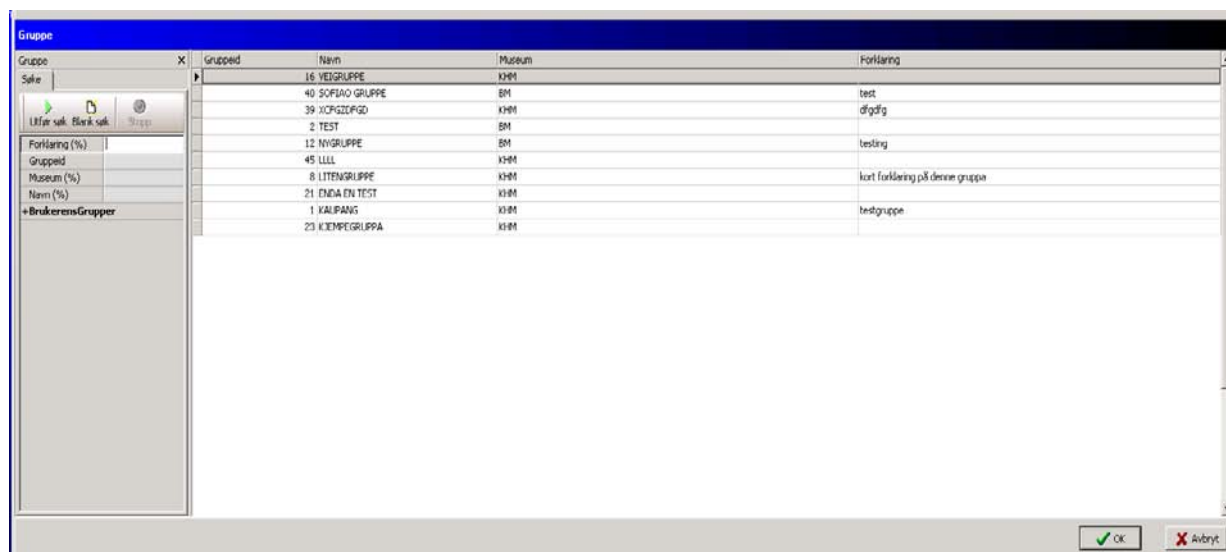 Gruppe
Gruppe X
Søke
Utfør søk Blank søk Stopp
Forklaring (%)
Gruppeid
Museum (%)
Navn (%)
+BrukerensGrupper
Gruppeid Navn Museum Forklaring
16 VEIGRUPPE KHM
40 SOFIAO GRUPPE BM test
39 XCFGZDFGD KHM dfgdfg
2 TEST BM
12 NYGRUPPE BM testing
45 LLLL KHM
8 LITENGRUPPE KHM kort forklaring på denne gruppa
21 ENDA EN TEST KHM
1 KAUPANG KHM testgruppe
23 KJEMPEGRUPPA KHM
OK Avbryt